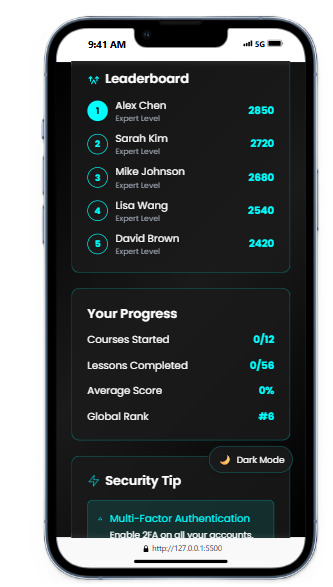 9:41 AM
5G
Leaderboard
1
Alex Chen
Expert Level
2850
2
Sarah Kim
Expert Level
2720
3
Mike Johnson
Expert Level
2680
4
Lisa Wang
Expert Level
2540
5
David Brown
Expert Level
2420
Your Progress
Courses Started 0/12
Lessons Completed 0/56
Average Score 0%
Global Rank #6
Dark Mode
Security Tip
Multi-Factor Authentication
Enable 2FA on all your accounts.
http://127.0.0.1:5500